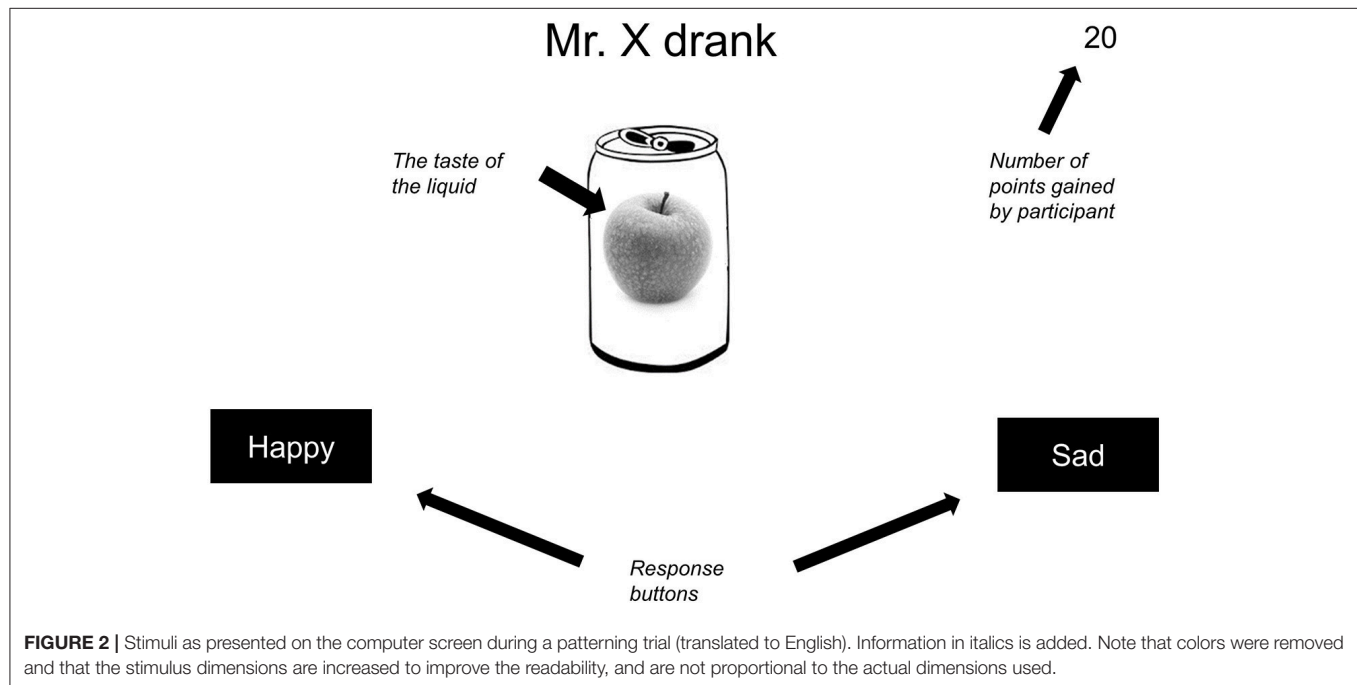 Mr. X drank
20
The taste of
the liquid
Number of
points gained
by participant
Happy
Sad
Response
buttons
FIGURE 2 | Stimuli as presented on the computer screen during a patterning trial (translated to English). Information in italics is added. Note that colors were removed
and that the stimulus dimensions are increased to improve the readability, and are not proportional to the actual dimensions used.